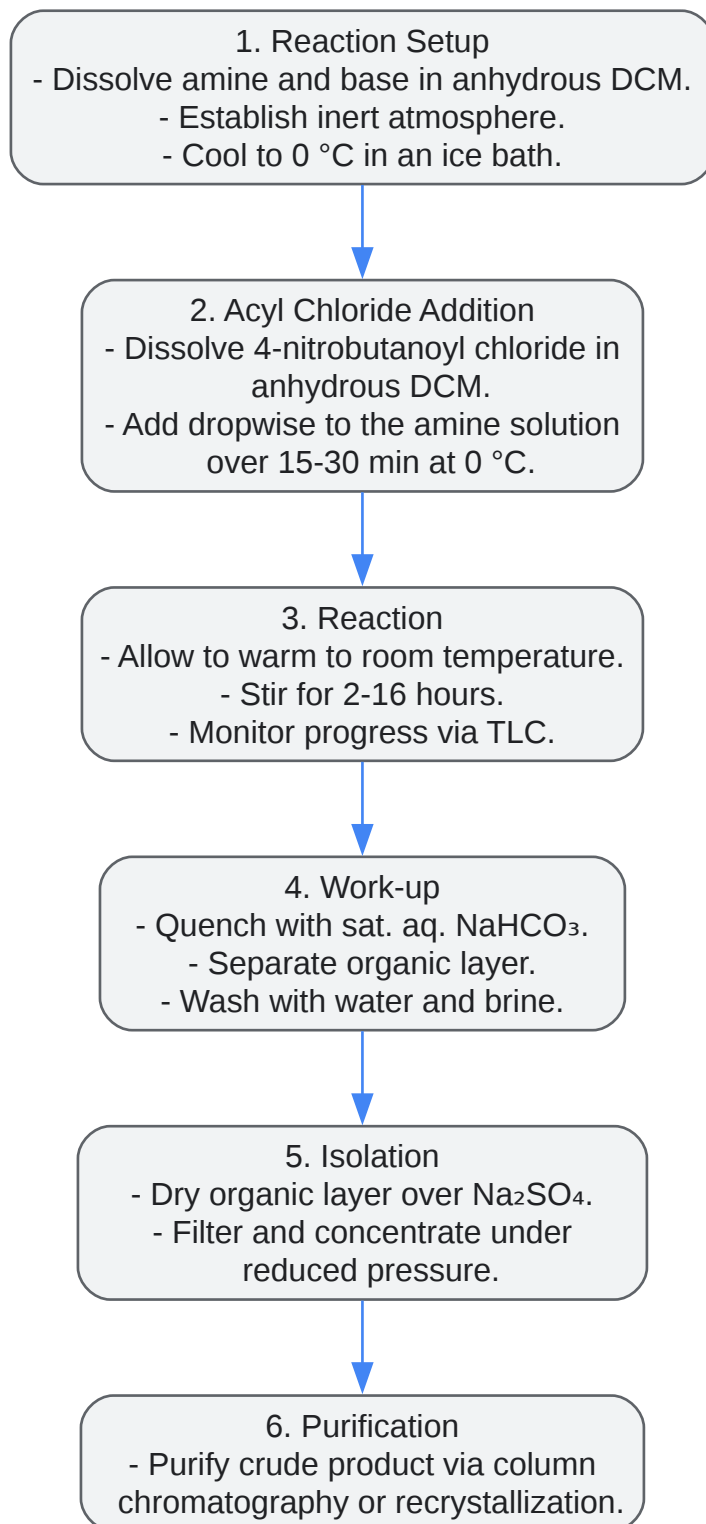 1. Reaction Setup
- Dissolve amine and base in anhydrous DCM.
- Establish inert atmosphere.
- Cool to 0 °C in an ice bath.
2. Acyl Chloride Addition
- Dissolve 4-nitrobutanoyl chloride in
anhydrous DCM.
- Add dropwise to the amine solution
over 15-30 min at 0 °C.
3. Reaction
- Allow to warm to room temperature.
- Stir for 2-16 hours.
- Monitor progress via TLC.
4. Work-up
- Quench with sat. aq. NaHCO₃.
- Separate organic layer.
- Wash with water and brine.
5. Isolation
- Dry organic layer over Na₂SO₄.
- Filter and concentrate under
reduced pressure.
6. Purification
- Purify crude product via column
chromatography or recrystallization.